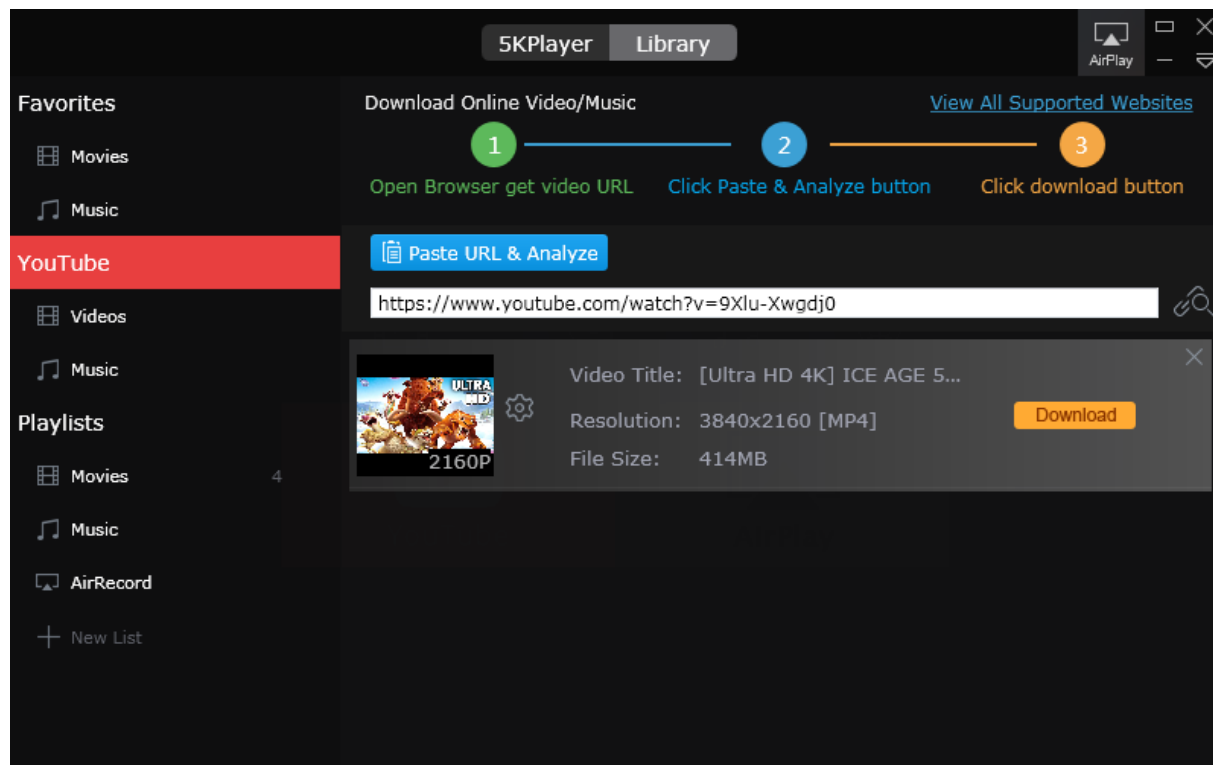 5KPlayer Library
AirPlay
Favorites
Movies
Music
YouTube
Videos
Music
Playlists
Movies 4
Music
AirRecord
New List
Download Online Video/Music View All Supported Websites
1 2 3
Open Browser get video URL Click Paste & Analyze button Click download button
Paste URL & Analyze
https://www.youtube.com/watch?v=9Xlu-Xwgdj0
ULTRA
HD
2160P
Video Title: [Ultra HD 4K] ICE AGE 5...
Resolution: 3840x2160 [MP4]
File Size: 414MB
Download